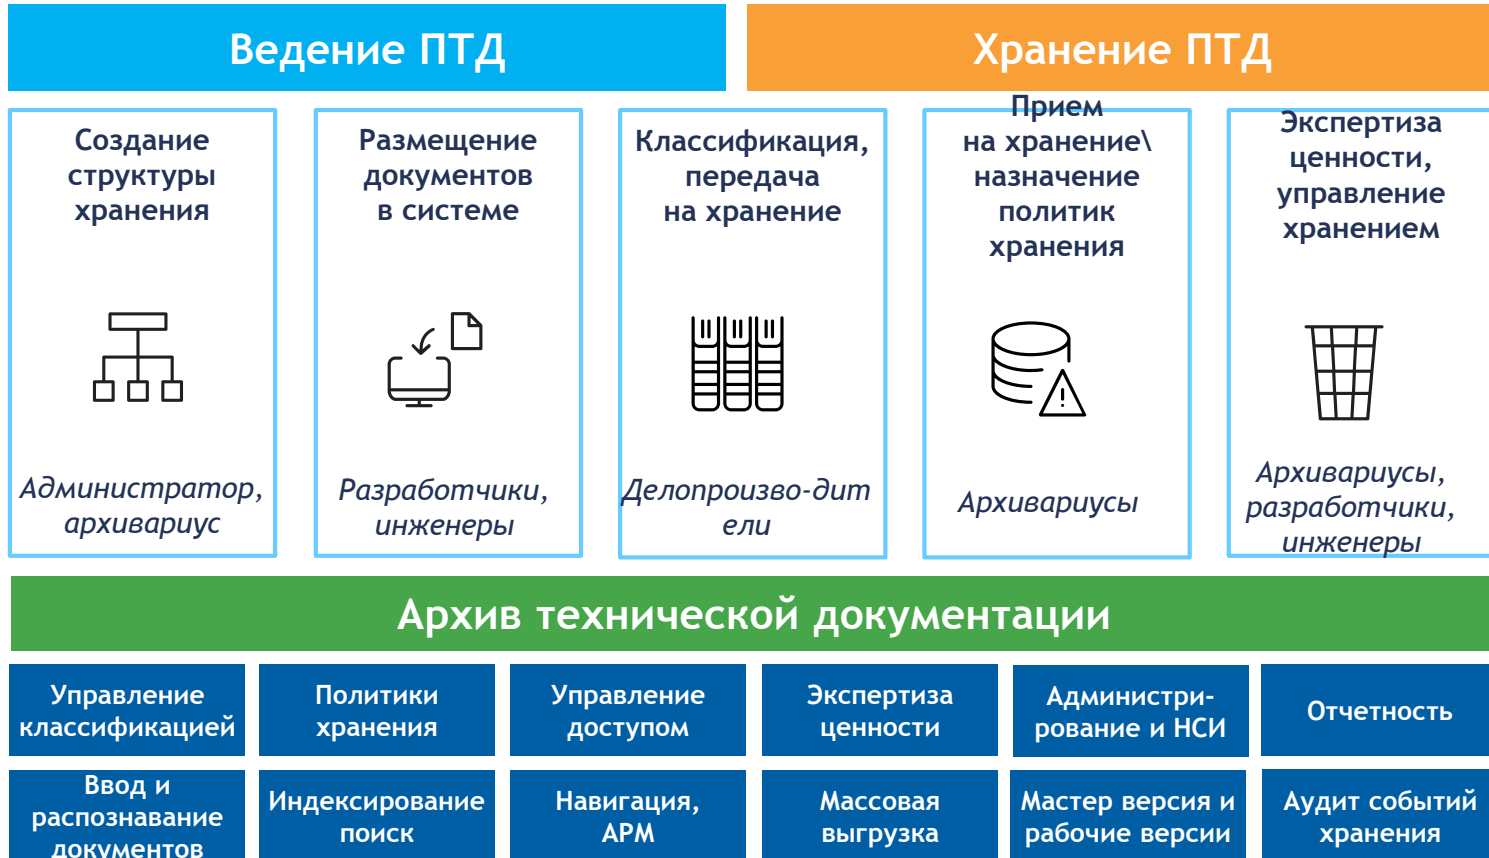 Ведение ПТД
Хранение ПТД
Создание
структуры
хранения
Администратор,
архивариус
Размещение
документов
в системе
Разработчики,
инженеры
Классификация,
передача
на хранение
Делопроизво-дит
ели
Прием
на хранение\
назначение
политик
хранения
Архивариусы
Экспертиза
ценности,
управление
хранением
Архивариусы,
разработчики,
инженеры
Архив технической документации
Управление
классификацией
Политики
хранения
Управление
доступом
Экспертиза
ценности
Администри-
рование и НСИ
Отчетность
Ввод и
распознавание
документов
Индексирование
поиск
Навигация,
АРМ
Массовая
выгрузка
Мастер версия и
рабочие версии
Аудит событий
хранения